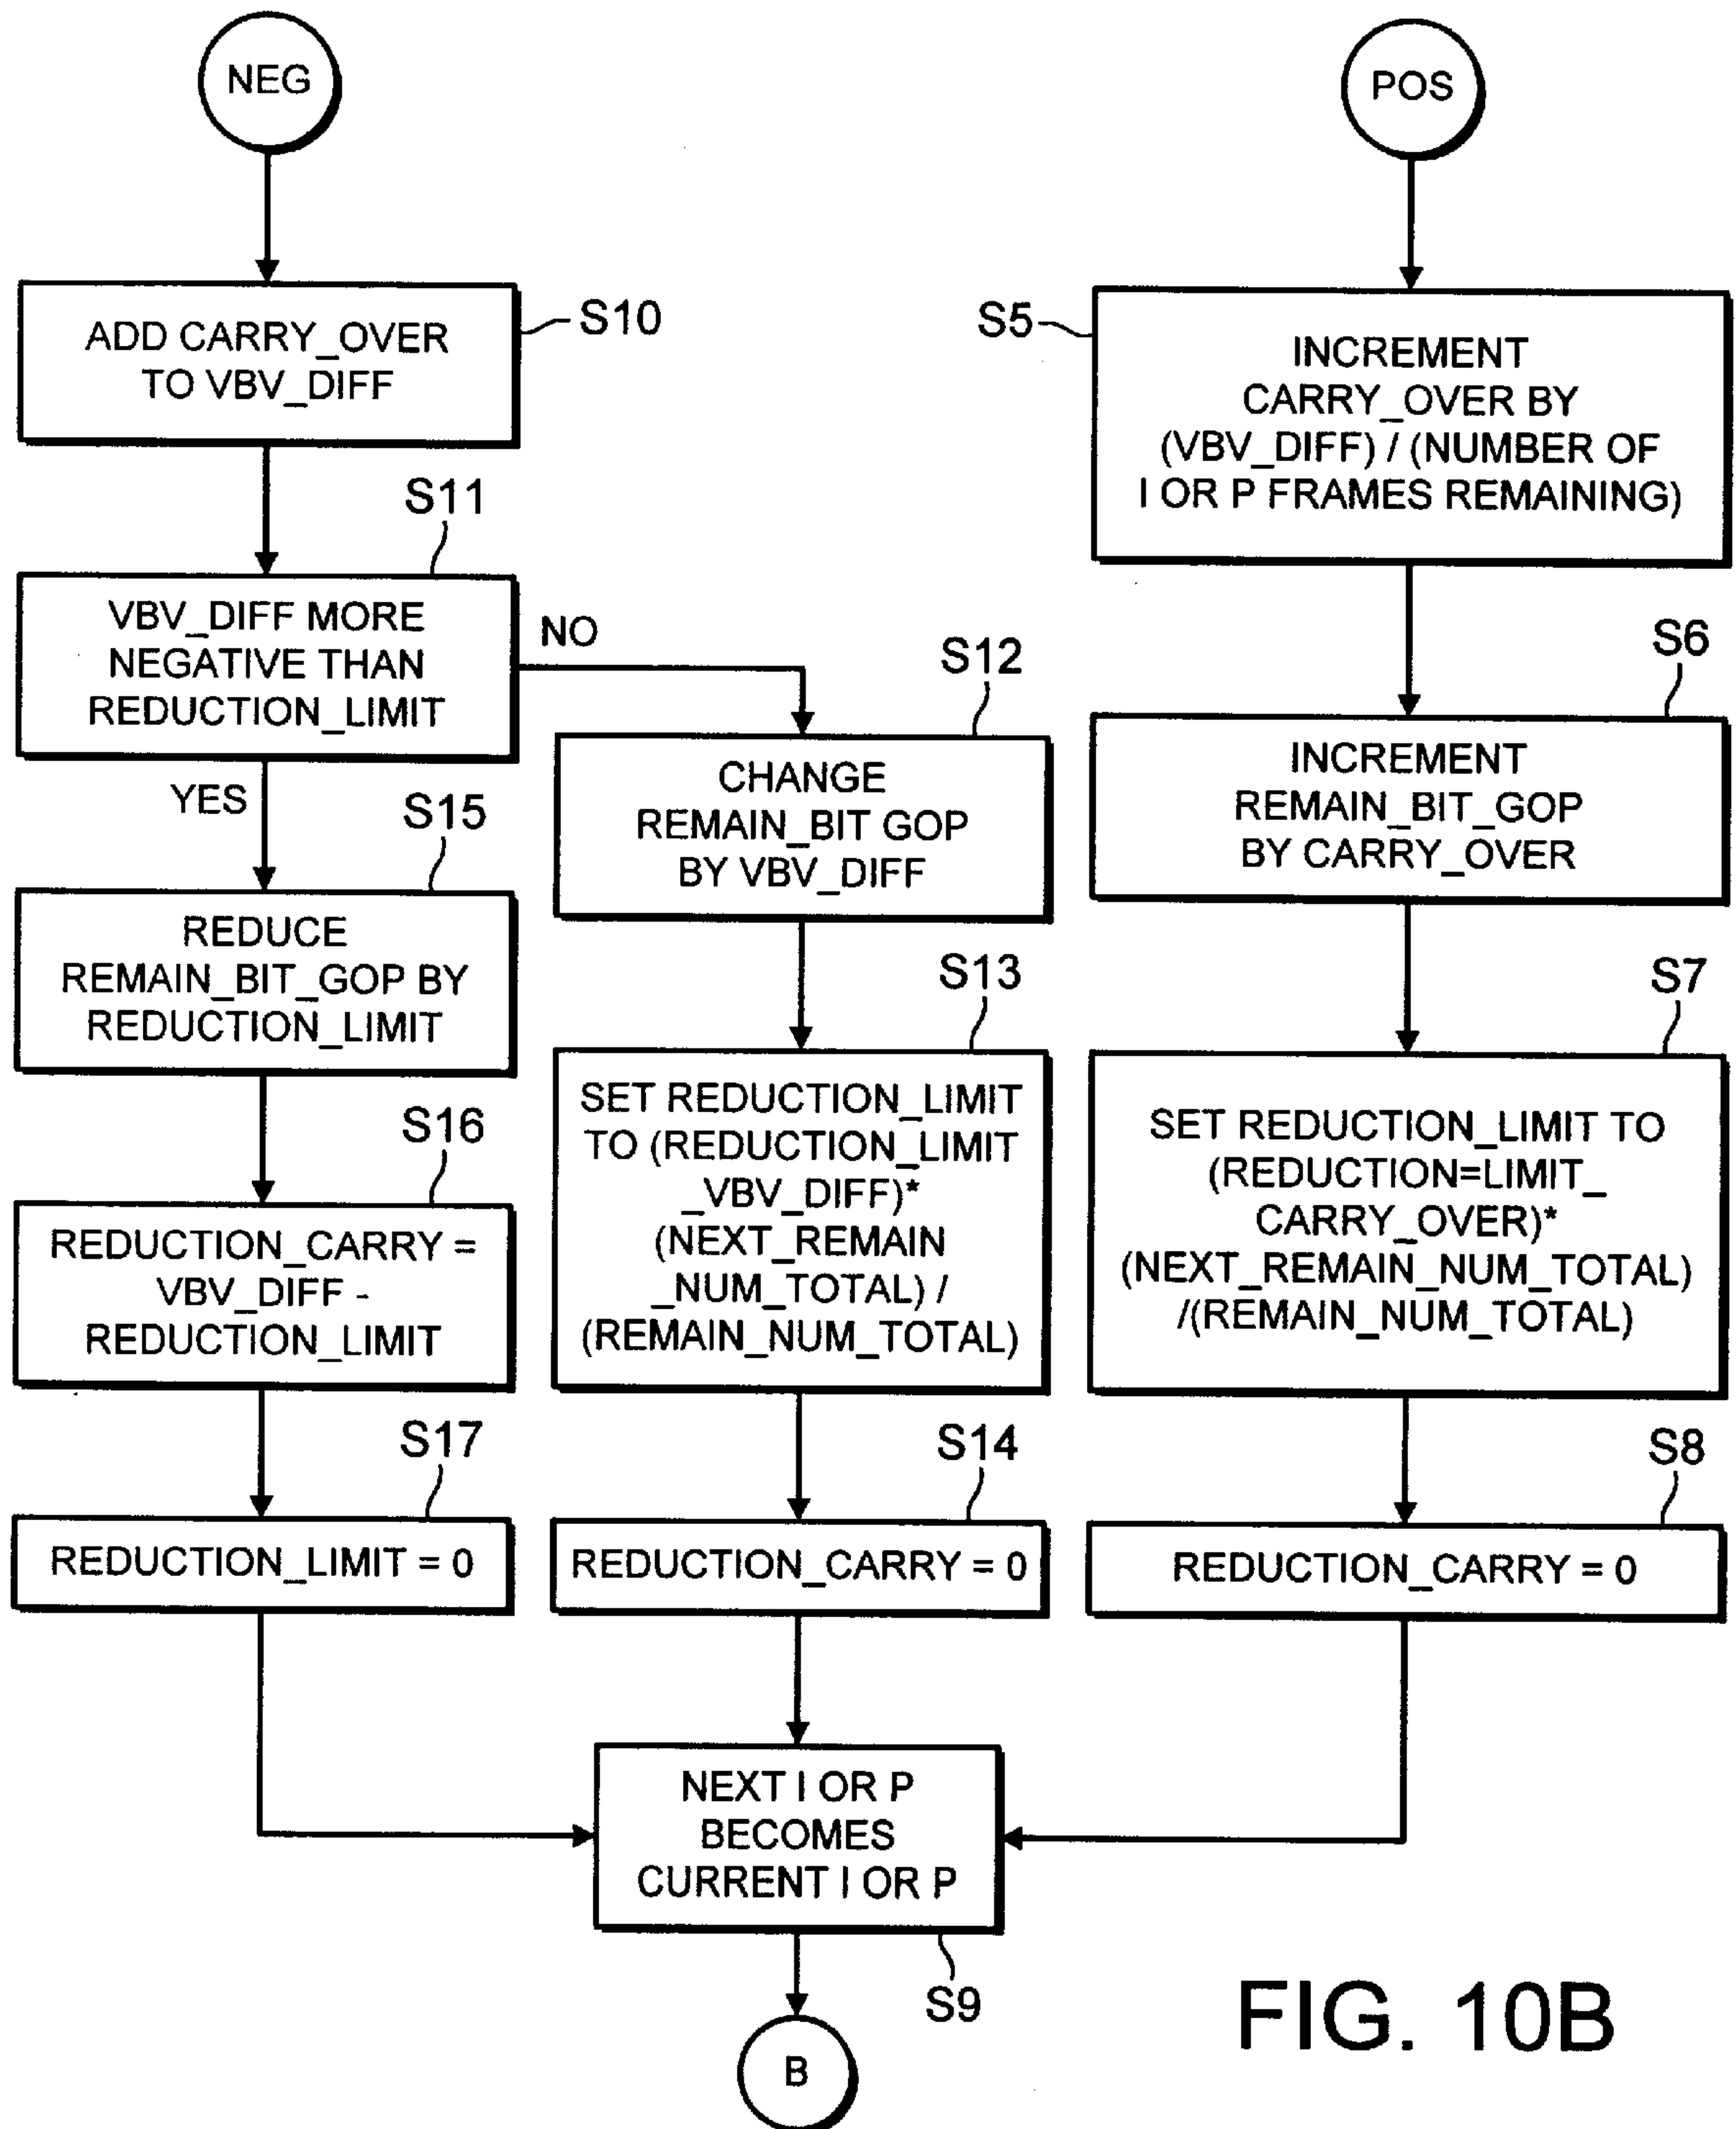 NEG
POS
ADD CARRY_OVER
TO VBV_DIFF
S10
S5
INCREMENT
CARRY_OVER BY
(VBV_DIFF) / (NUMBER OF
I OR P FRAMES REMAINING)
S11
VBV_DIFF MORE
NEGATIVE THAN
REDUCTION_LIMIT
NO
YES
S12
CHANGE
REMAIN_BIT GOP
BY VBV_DIFF
S6
INCREMENT
REMAIN_BIT_GOP
BY CARRY_OVER
S15
REDUCE
REMAIN_BIT_GOP BY
REDUCTION_LIMIT
S13
SET REDUCTION_LIMIT
TO (REDUCTION_LIMIT
_VBV_DIFF)*
(NEXT_REMAIN
_NUM_TOTAL) /
(REMAIN_NUM_TOTAL)
S7
SET REDUCTION_LIMIT TO
(REDUCTION=LIMIT_
CARRY_OVER)*
(NEXT_REMAIN_NUM_TOTAL)
/(REMAIN_NUM_TOTAL)
S16
REDUCTION_CARRY =
VBV_DIFF -
REDUCTION_LIMIT
S17
REDUCTION_LIMIT = 0
S14
REDUCTION_CARRY = 0
S8
REDUCTION_CARRY = 0
NEXT I OR P
BECOMES
CURRENT I OR P
S9
B
FIG. 10B